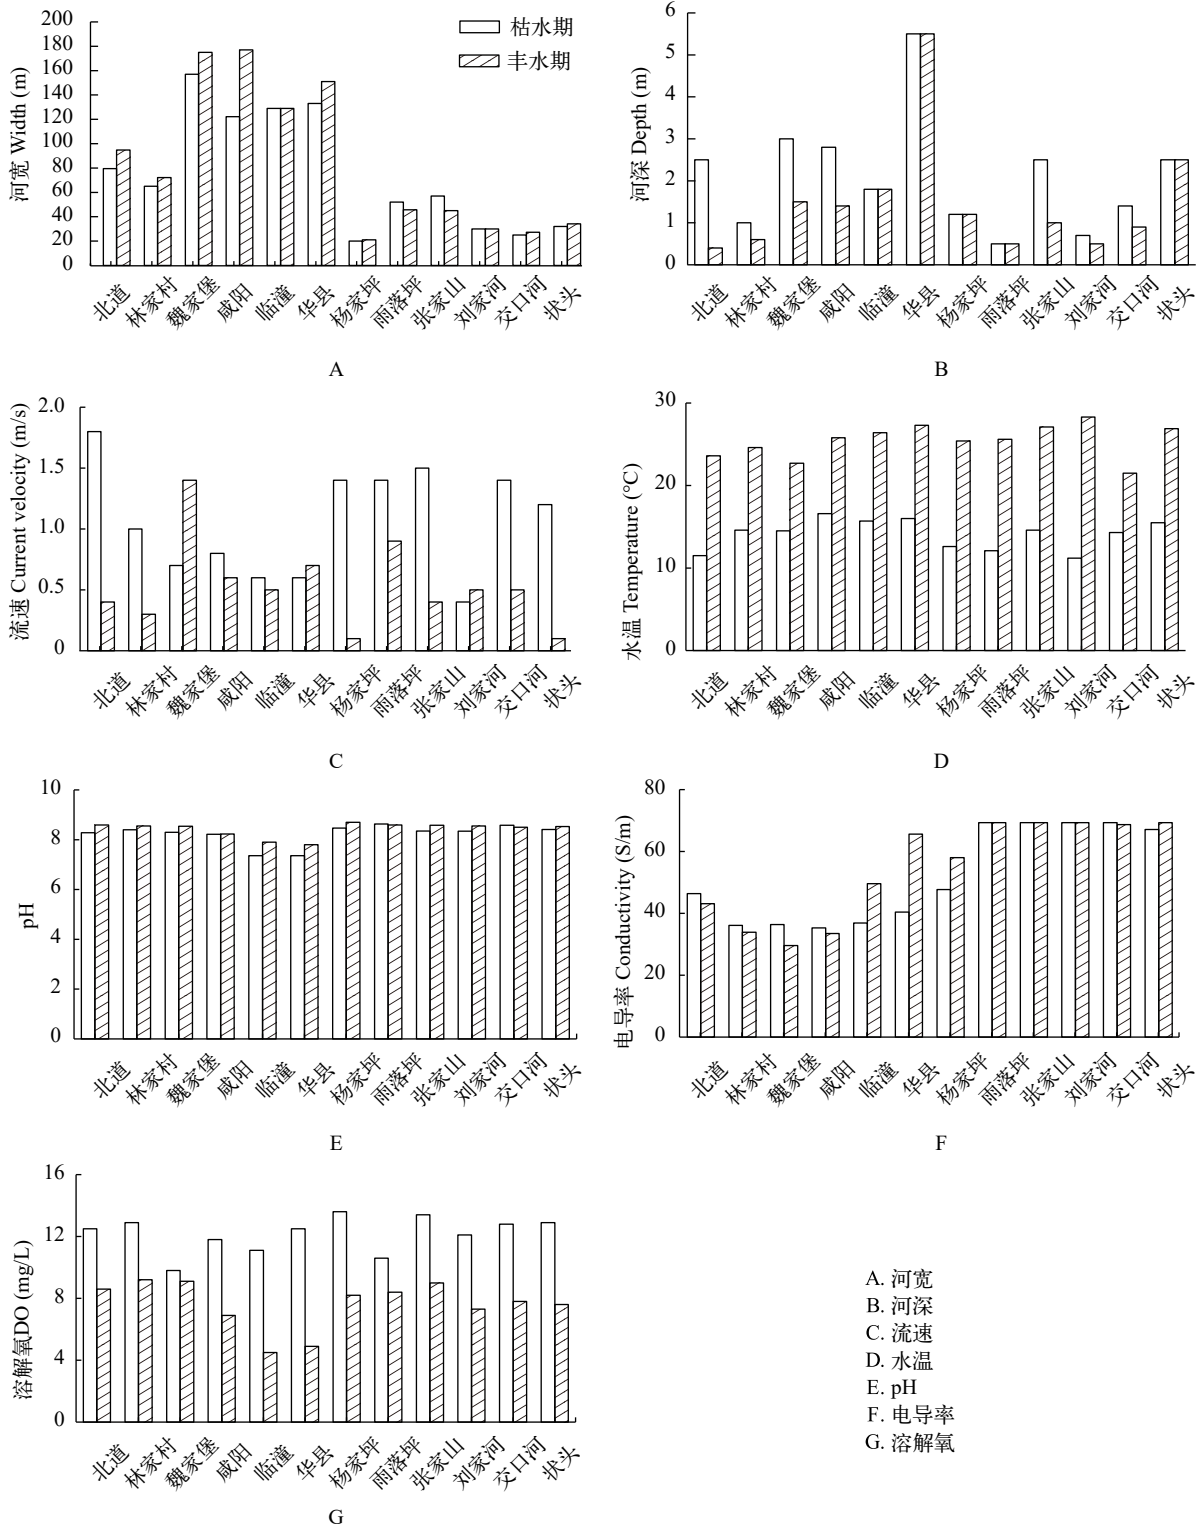 枯水期
丰水期
河宽 Width (m)
200
180
160
140
120
100
80
60
40
20
0
北道
林家村
魏家堡
咸阳
临潼
华县
杨家坪
雨落坪
张家山
刘家河
交口河
状头
A
河深 Depth (m)
6
5
4
3
2
1
0
北道
林家村
魏家堡
咸阳
临潼
华县
杨家坪
雨落坪
张家山
刘家河
交口河
状头
B
流速 Current velocity (m/s)
2.0
1.5
1.0
0.5
0
北道
林家村
魏家堡
咸阳
临潼
华县
杨家坪
雨落坪
张家山
刘家河
交口河
状头
C
水温 Temperature (°C)
30
20
10
0
北道
林家村
魏家堡
咸阳
临潼
华县
杨家坪
雨落坪
张家山
刘家河
交口河
状头
D
pH
10
8
6
4
2
0
北道
林家村
魏家堡
咸阳
临潼
华县
杨家坪
雨落坪
张家山
刘家河
交口河
状头
E
电导率 Conductivity (S/m)
80
60
40
20
0
北道
林家村
魏家堡
咸阳
临潼
华县
杨家坪
雨落坪
张家山
刘家河
交口河
状头
F
溶解氧DO (mg/L)
16
12
8
4
0
北道
林家村
魏家堡
咸阳
临潼
华县
杨家坪
雨落坪
张家山
刘家河
交口河
状头
G
A. 河宽
B. 河深
C. 流速
D. 水温
E. pH
F. 电导率
G. 溶解氧